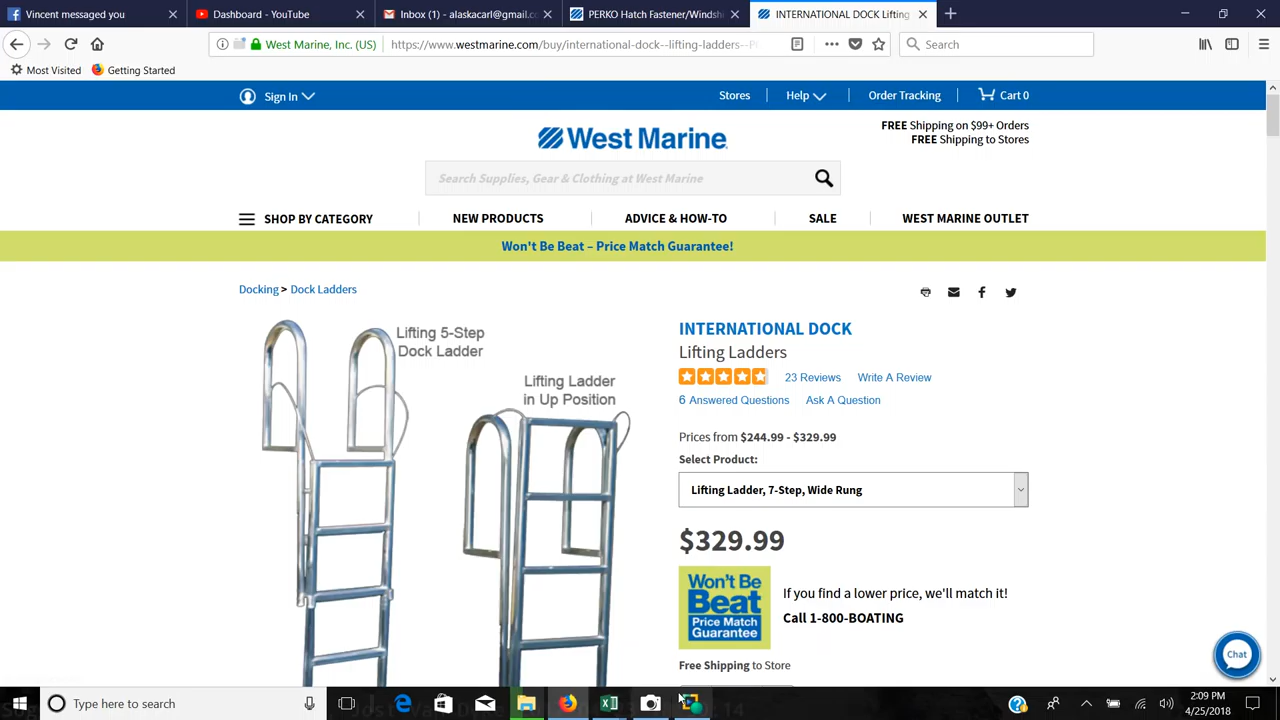 Vincent messaged you
Dashboard - YouTube
Inbox (1) - alaskacarl@gmail.co
PERKO Hatch Fastener/Windshi
INTERNATIONAL DOCK Lifting
West Marine, Inc. (US)
https://www.westmarine.com/buy/international-dock--lifting-ladders--P
Search
Most Visited
Getting Started
Sign In
Stores
Help
Order Tracking
Cart 0
FREE Shipping on $99+ Orders
FREE Shipping to Stores
West Marine
Search Supplies, Gear & Clothing at West Marine
SHOP BY CATEGORY
NEW PRODUCTS
ADVICE & HOW-TO
SALE
WEST MARINE OUTLET
Won't Be Beat – Price Match Guarantee!
Docking > Dock Ladders
Lifting 5-Step
Dock Ladder
Lifting Ladder
in Up Position
INTERNATIONAL DOCK
Lifting Ladders
23 Reviews
Write A Review
6 Answered Questions
Ask A Question
Prices from $244.99 - $329.99
Select Product:
Lifting Ladder, 7-Step, Wide Rung
$329.99
Won't Be
Beat
Price Match
Guarantee
If you find a lower price, we'll match it!
Call 1-800-BOATING
Free Shipping to Store
Chat
Type here to search
2:09 PM
4/25/2018